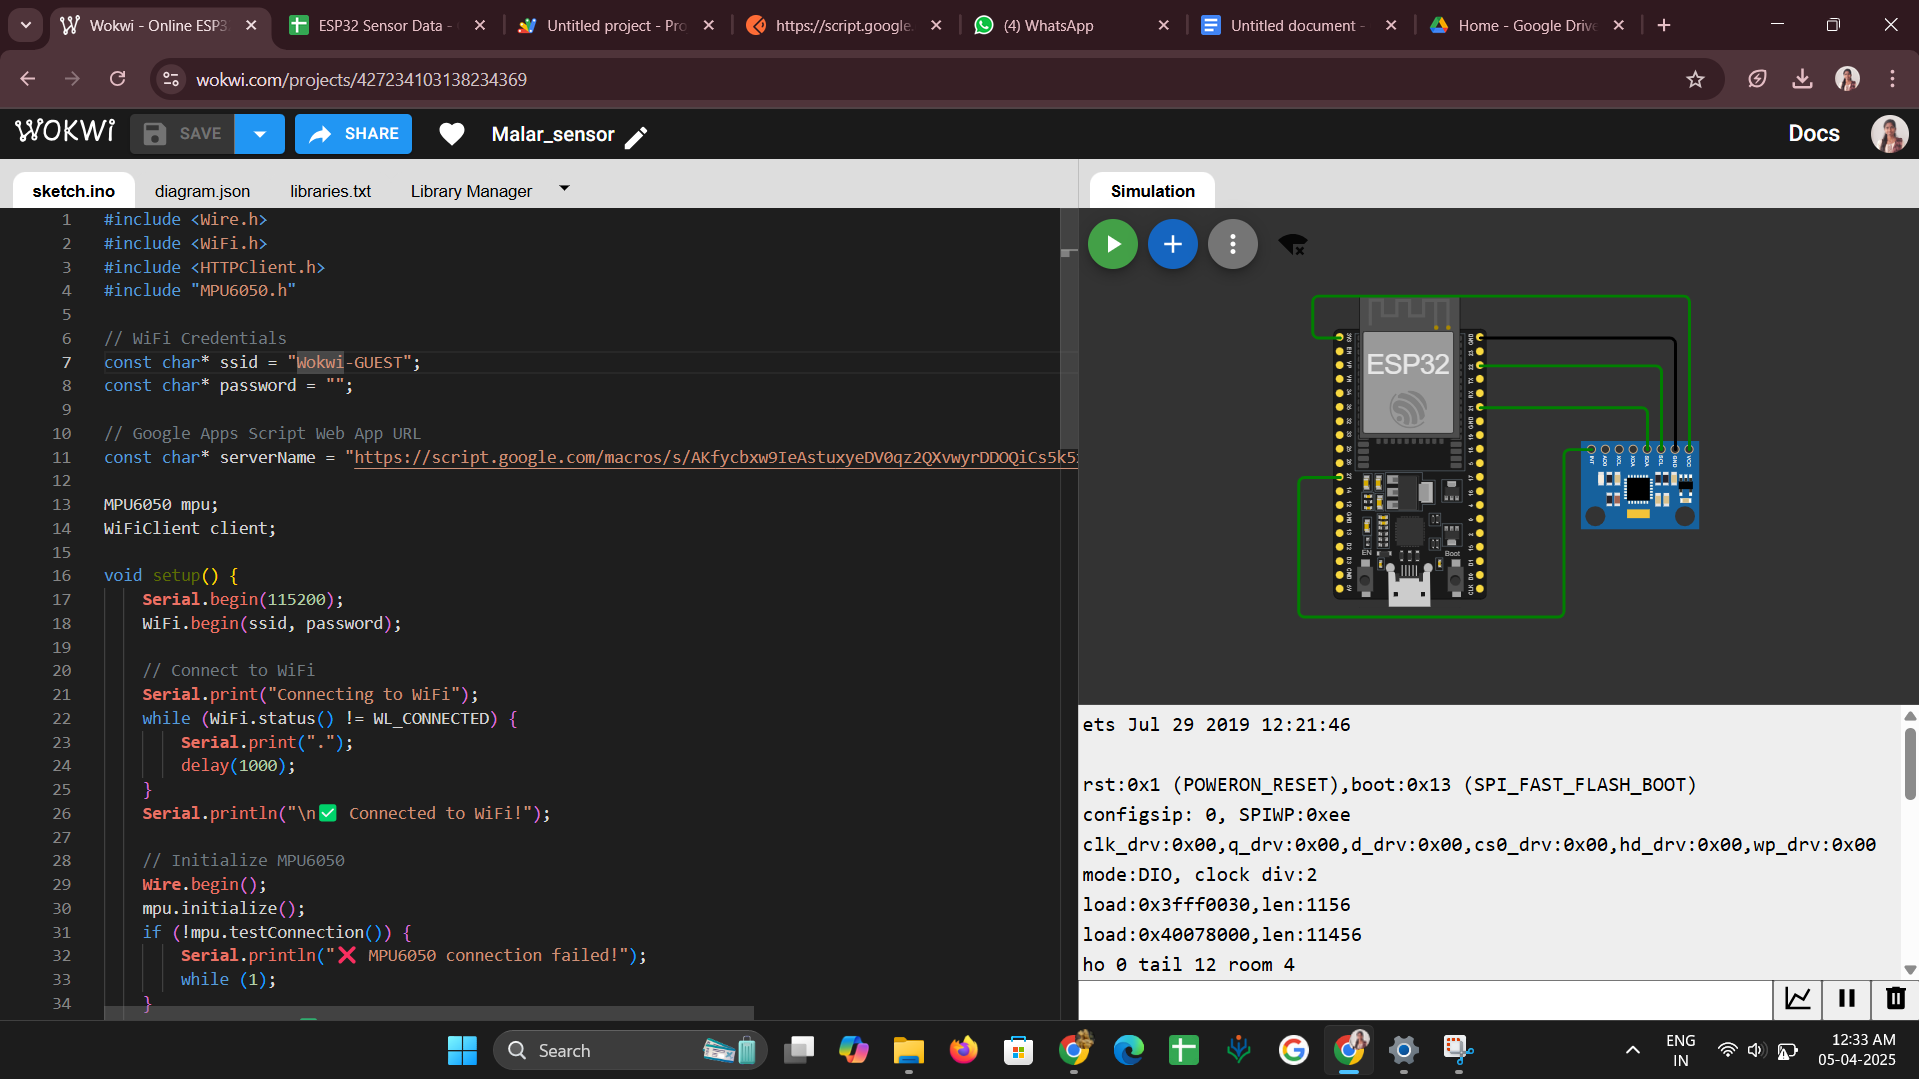 Wokwi - Online ESP3
ESP32 Sensor Data -
Untitled project - Pro
https://script.google.
(4) WhatsApp
Untitled document -
Home - Google Drive
wokwi.com/projects/427234103138234369
WOKWI
SAVE
SHARE
Malar_sensor
Docs
sketch.ino
diagram.json
libraries.txt
Library Manager
Simulation
1 #include <Wire.h>
2 #include <WiFi.h>
3 #include <HTTPClient.h>
4 #include "MPU6050.h"
5
6 // WiFi Credentials
7 const char* ssid = "Wokwi-GUEST";
8 const char* password = "";
9
10 // Google Apps Script Web App URL
11 const char* serverName = "https://script.google.com/macros/s/AKfycbxw9IeAstuxyeDV0qz2QXvwyrDDOQiCs5k5
12
13 MPU6050 mpu;
14 WiFiClient client;
15
16 void setup() {
17 Serial.begin(115200);
18 WiFi.begin(ssid, password);
19
20 // Connect to WiFi
21 Serial.print("Connecting to WiFi");
22 while (WiFi.status() != WL_CONNECTED) {
23 Serial.print(".");
24 delay(1000);
25 }
26 Serial.println("\n✅ Connected to WiFi!");
27
28 // Initialize MPU6050
29 Wire.begin();
30 mpu.initialize();
31 if (!mpu.testConnection()) {
32 Serial.println("❌ MPU6050 connection failed!");
33 while (1);
34 }
ESP32
EN
Boot
INT AD0 XCL XDA SDA SCL GND VCC
ets Jul 29 2019 12:21:46
rst:0x1 (POWERON_RESET),boot:0x13 (SPI_FAST_FLASH_BOOT)
configsip: 0, SPIWP:0xee
clk_drv:0x00,q_drv:0x00,d_drv:0x00,cs0_drv:0x00,hd_drv:0x00,wp_drv:0x00
mode:DIO, clock div:2
load:0x3fff0030,len:1156
load:0x40078000,len:11456
ho 0 tail 12 room 4
Search
ENG
IN
12:33 AM
05-04-2025